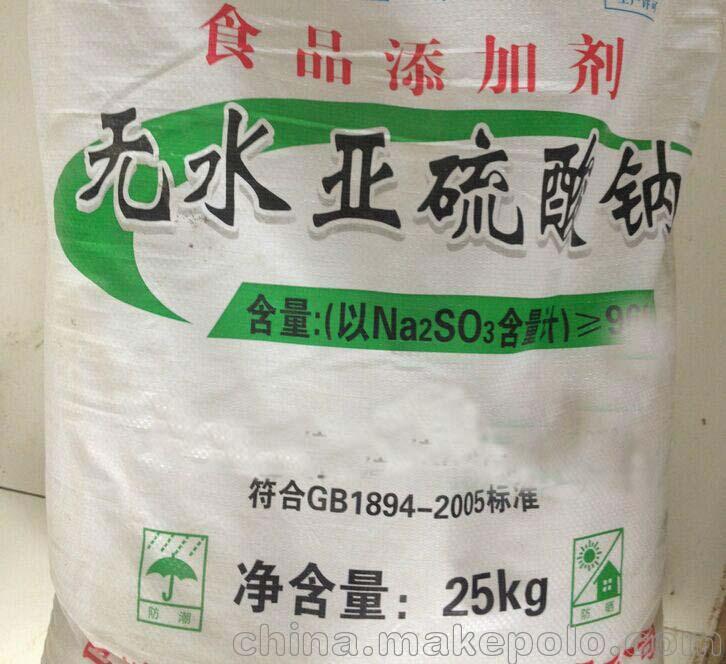 食品添加剂
无水亚硫酸钠
含量:(以Na2SO3含量计)≥96
符合GB1894-2005标准
净含量：25kg
防潮
防晒
china.makepolo.com